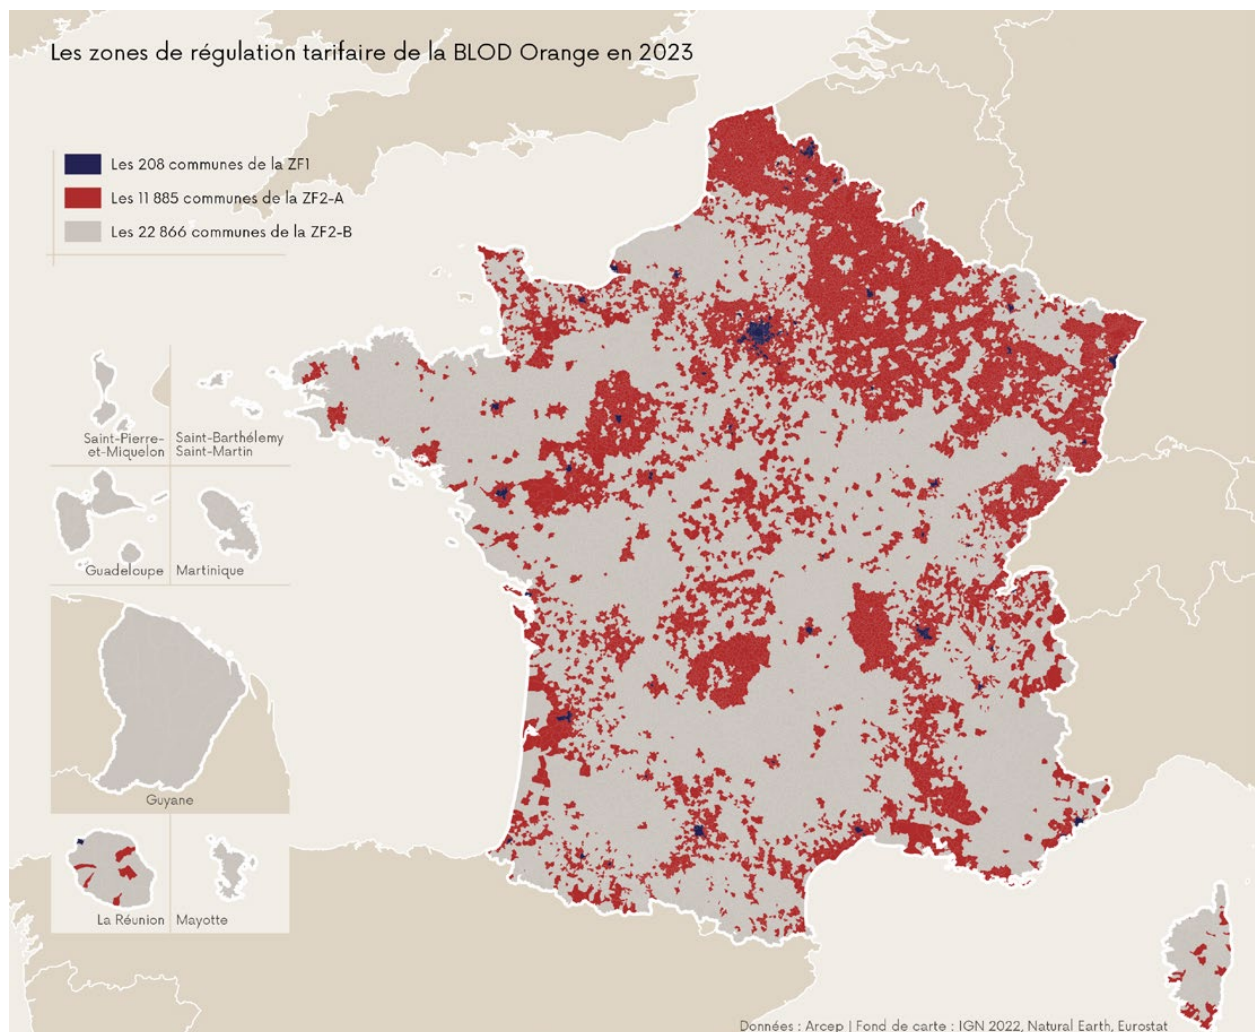 Les zones de régulation tarifaire de la BLOD Orange en 2023
Les 208 communes de la ZF1
Les 11 885 communes de la ZF2-A
Les 22 866 communes de la ZF2-B
Saint-Pierre-
et-Miquelon
Saint-Barthélemy
Saint-Martin
Guadeloupe
Martinique
Guyane
La Réunion
Mayotte
Données : Arcep | Fond de carte : IGN 2022, Natural Earth, Eurostat